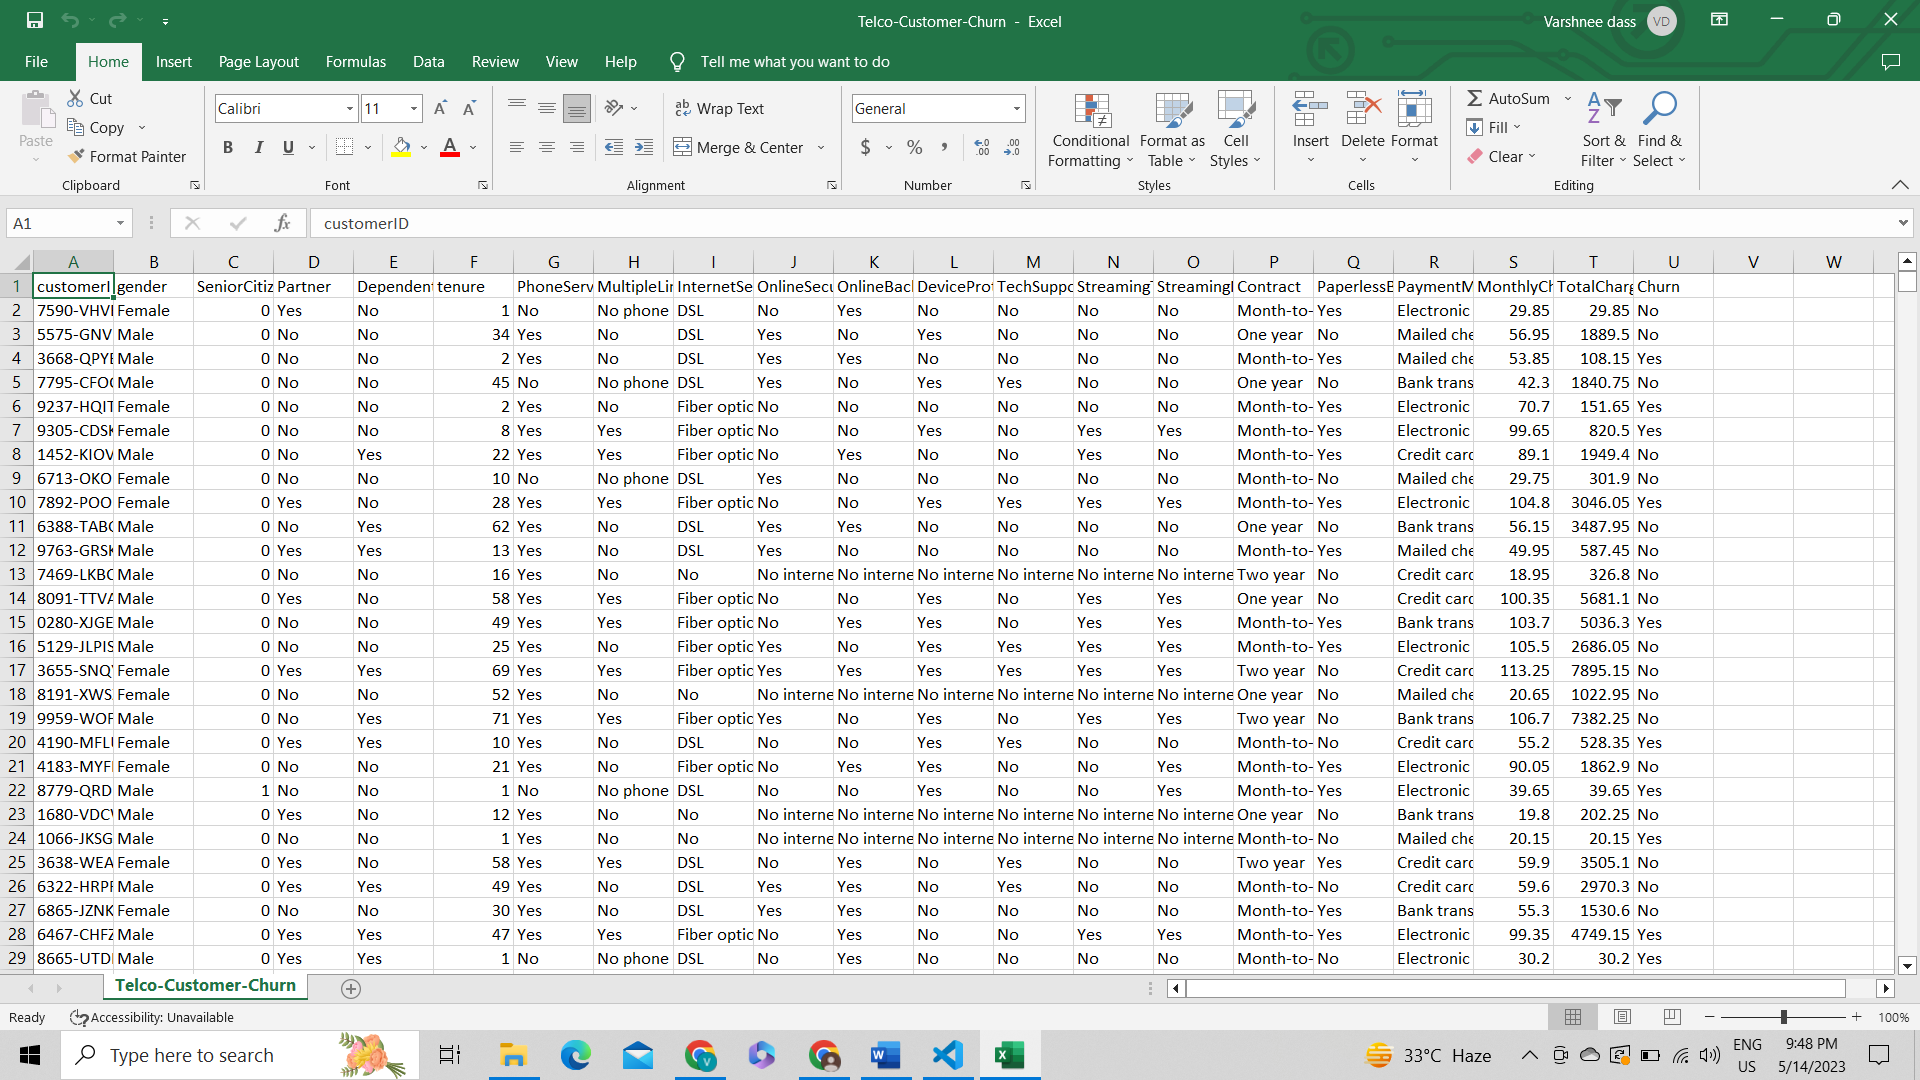 Telco-Customer-Churn - Excel
Varshnee dass VD
File Home Insert Page Layout Formulas Data Review View Help Tell me what you want to do
Paste Cut Copy Format Painter Clipboard
Calibri 11 A A B I U A Font
ab Wrap Text Merge & Center Alignment
General $ % , Number
Conditional Formatting Format as Table Cell Styles Styles
Insert Delete Format Cells
AutoSum Fill Clear Sort & Filter Find & Select Editing
A1 fx customerID
A B C D E F G H I J K L M N O P Q R S T U V W
1 customerI gender SeniorCitiz Partner Dependent tenure PhoneServ MultipleLin InternetSe OnlineSecu OnlineBack DeviceProt TechSuppo StreamingT StreamingI Contract PaperlessB PaymentM MonthlyCh TotalCharg Churn
2 7590-VHVI Female 0 Yes No 1 No No phone DSL No Yes No No No No Month-to- Yes Electronic 29.85 29.85 No
3 5575-GNV Male 0 No No 34 Yes No DSL Yes No Yes No No No One year No Mailed che 56.95 1889.5 No
4 3668-QPYE Male 0 No No 2 Yes No DSL Yes Yes No No No No Month-to- Yes Mailed che 53.85 108.15 Yes
5 7795-CFOC Male 0 No No 45 No No phone DSL Yes No Yes Yes No No One year No Bank trans 42.3 1840.75 No
6 9237-HQIT Female 0 No No 2 Yes No Fiber optic No No No No No No Month-to- Yes Electronic 70.7 151.65 Yes
7 9305-CDSK Female 0 No No 8 Yes Yes Fiber optic No No Yes No Yes Yes Month-to- Yes Electronic 99.65 820.5 Yes
8 1452-KIOV Male 0 No Yes 22 Yes Yes Fiber optic No Yes No No Yes No Month-to- Yes Credit card 89.1 1949.4 No
9 6713-OKO Female 0 No No 10 No No phone DSL Yes No No No No No Month-to- No Mailed che 29.75 301.9 No
10 7892-POO Female 0 Yes No 28 Yes Yes Fiber optic No No Yes Yes Yes Yes Month-to- Yes Electronic 104.8 3046.05 Yes
11 6388-TABC Male 0 No Yes 62 Yes No DSL Yes Yes No No No No One year No Bank trans 56.15 3487.95 No
12 9763-GRSK Male 0 Yes Yes 13 Yes No DSL Yes No No No No No Month-to- Yes Mailed che 49.95 587.45 No
13 7469-LKBC Male 0 No No 16 Yes No No No interne No interne No interne No interne No interne No interne Two year No Credit card 18.95 326.8 No
14 8091-TTVA Male 0 Yes No 58 Yes Yes Fiber optic No No Yes No Yes Yes One year No Credit card 100.35 5681.1 No
15 0280-XJGE Male 0 No No 49 Yes Yes Fiber optic No Yes Yes No Yes Yes Month-to- Yes Bank trans 103.7 5036.3 Yes
16 5129-JLPIS Male 0 No No 25 Yes No Fiber optic Yes No Yes Yes Yes Yes Month-to- Yes Electronic 105.5 2686.05 No
17 3655-SNQY Female 0 Yes Yes 69 Yes Yes Fiber optic Yes Yes Yes Yes Yes Yes Two year No Credit card 113.25 7895.15 No
18 8191-XWS Female 0 No No 52 Yes No No No interne No interne No interne No interne No interne No interne One year No Mailed che 20.65 1022.95 No
19 9959-WOF Male 0 No Yes 71 Yes Yes Fiber optic Yes No Yes No Yes Yes Two year No Bank trans 106.7 7382.25 No
20 4190-MFLU Female 0 Yes Yes 10 Yes No DSL No No Yes Yes No No Month-to- No Credit card 55.2 528.35 Yes
21 4183-MYFI Female 0 No No 21 Yes No Fiber optic No Yes Yes No No Yes Month-to- Yes Electronic 90.05 1862.9 No
22 8779-QRD Male 1 No No 1 No No phone DSL No No Yes No No Yes Month-to- Yes Electronic 39.65 39.65 Yes
23 1680-VDCV Male 0 Yes No 12 Yes No No No interne No interne No interne No interne No interne No interne One year No Bank trans 19.8 202.25 No
24 1066-JKSG Male 0 No No 1 Yes No No No interne No interne No interne No interne No interne No interne Month-to- No Mailed che 20.15 20.15 Yes
25 3638-WEA Female 0 Yes No 58 Yes Yes DSL No Yes No Yes No No Two year Yes Credit card 59.9 3505.1 No
26 6322-HRPF Male 0 Yes Yes 49 Yes No DSL Yes Yes No Yes No No Month-to- No Credit card 59.6 2970.3 No
27 6865-JZNK Female 0 No No 30 Yes No DSL Yes Yes No No No No Month-to- Yes Bank trans 55.3 1530.6 No
28 6467-CHFZ Male 0 Yes Yes 47 Yes Yes Fiber optic No Yes No No Yes Yes Month-to- Yes Electronic 99.35 4749.15 Yes
29 8665-UTDI Male 0 Yes Yes 1 No No phone DSL No Yes No No No No Month-to- No Electronic 30.2 30.2 Yes
Telco-Customer-Churn
Ready Accessibility: Unavailable 100%
Type here to search
33°C Haze ENG US 9:48 PM 5/14/2023